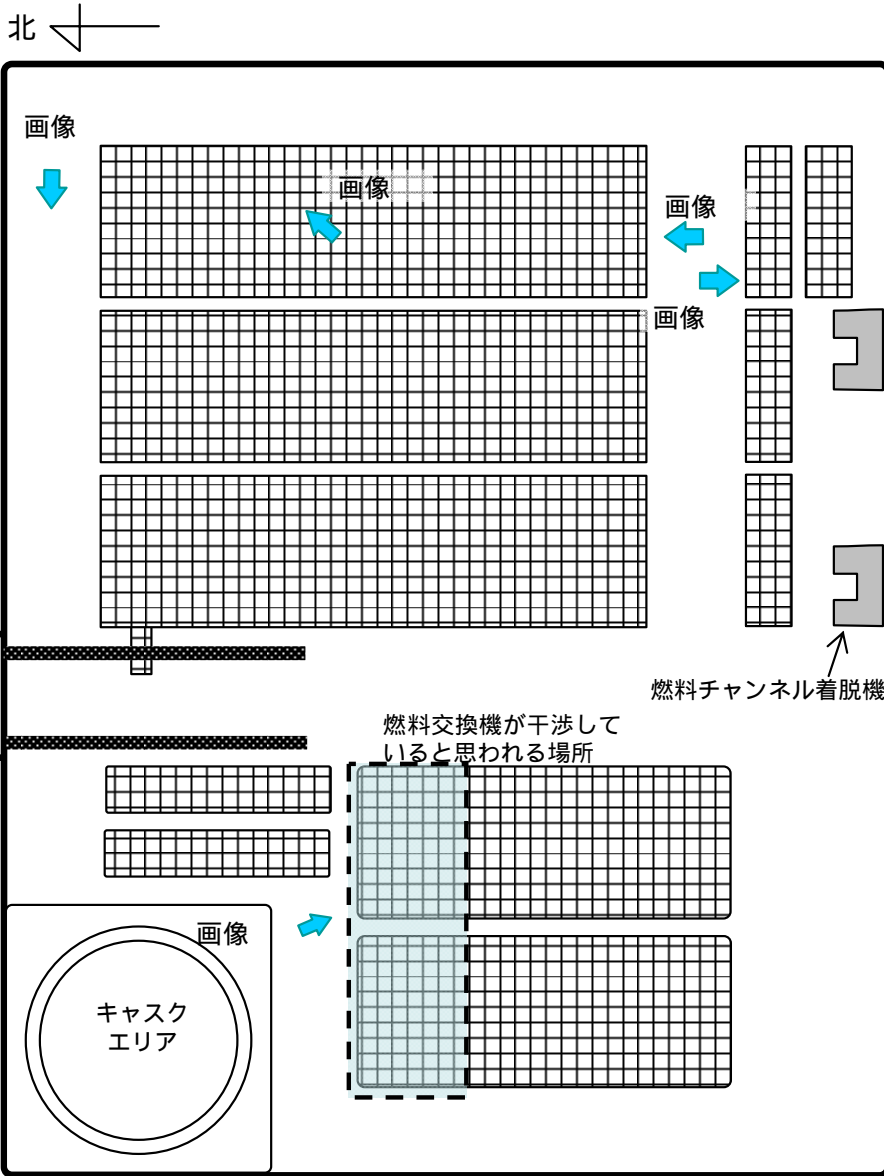 北
画像
画像
画像
画像
燃料チャンネル着脱機
燃料交換機が干渉して
いると思われる場所
画像
キャスク
エリア